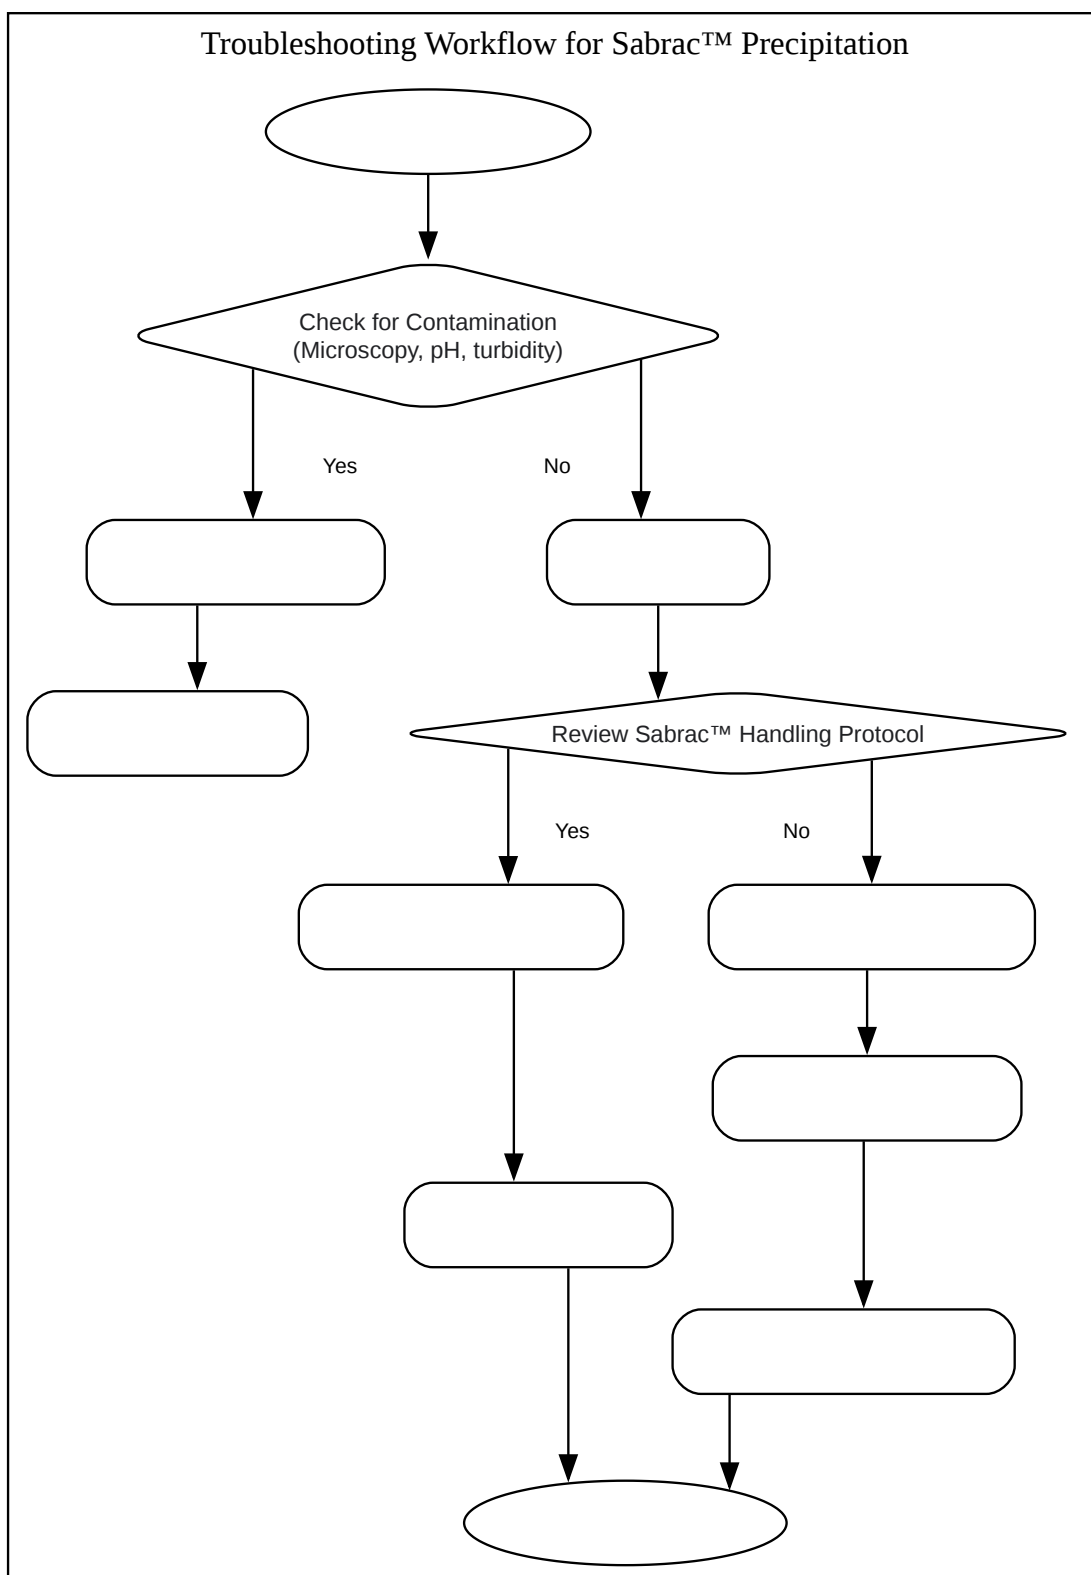 Troubleshooting Workflow for Sabrac™ Precipitation
Check for Contamination
(Microscopy, pH, turbidity)
Yes
No
Review Sabrac™ Handling Protocol
Yes
No